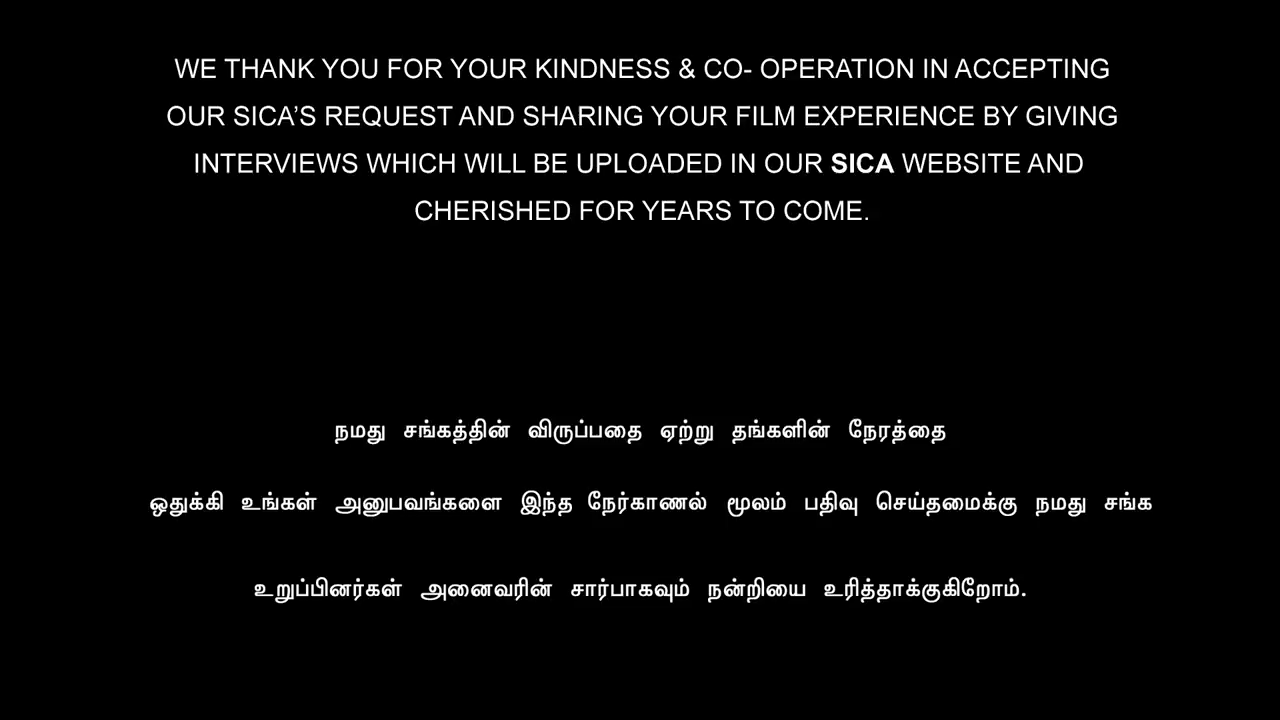 WE THANK YOU FOR YOUR KINDNESS & CO- OPERATION IN ACCEPTING
OUR SICA’S REQUEST AND SHARING YOUR FILM EXPERIENCE BY GIVING
INTERVIEWS WHICH WILL BE UPLOADED IN OUR SICA WEBSITE AND
CHERISHED FOR YEARS TO COME.
நமது சங்கத்தின் விருப்பதை ஏற்று தங்களின் நேரத்தை
ஒதுக்கி உங்கள் அனுபவங்களை இந்த நேர்காணல் மூலம் பதிவு செய்தமைக்கு நமது சங்க
உறுப்பினர்கள் அனைவரின் சார்பாகவும் நன்றியை உரித்தாக்குகிறோம்.